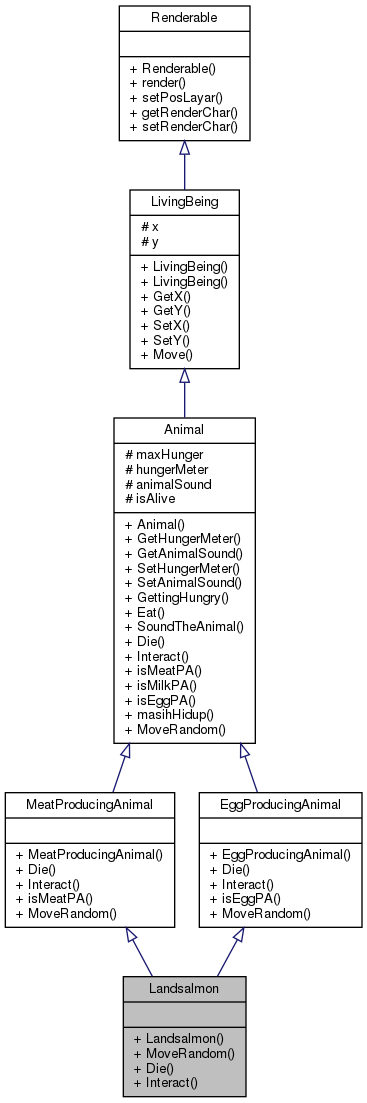 Renderable
+ Renderable()
+ render()
+ setPosLayar()
+ getRenderChar()
+ setRenderChar()
LivingBeing
# x
# y
+ LivingBeing()
+ LivingBeing()
+ GetX()
+ GetY()
+ SetX()
+ SetY()
+ Move()
Animal
# maxHunger
# hungerMeter
# animalSound
# isAlive
+ Animal()
+ GetHungerMeter()
+ GetAnimalSound()
+ SetHungerMeter()
+ SetAnimalSound()
+ GettingHungry()
+ Eat()
+ SoundTheAnimal()
+ Die()
+ Interact()
+ isMeatPA()
+ isMilkPA()
+ isEggPA()
+ masihHidup()
+ MoveRandom()
MeatProducingAnimal
+ MeatProducingAnimal()
+ Die()
+ Interact()
+ isMeatPA()
+ MoveRandom()
EggProducingAnimal
+ EggProducingAnimal()
+ Die()
+ Interact()
+ isEggPA()
+ MoveRandom()
Landsalmon
+ Landsalmon()
+ MoveRandom()
+ Die()
+ Interact()